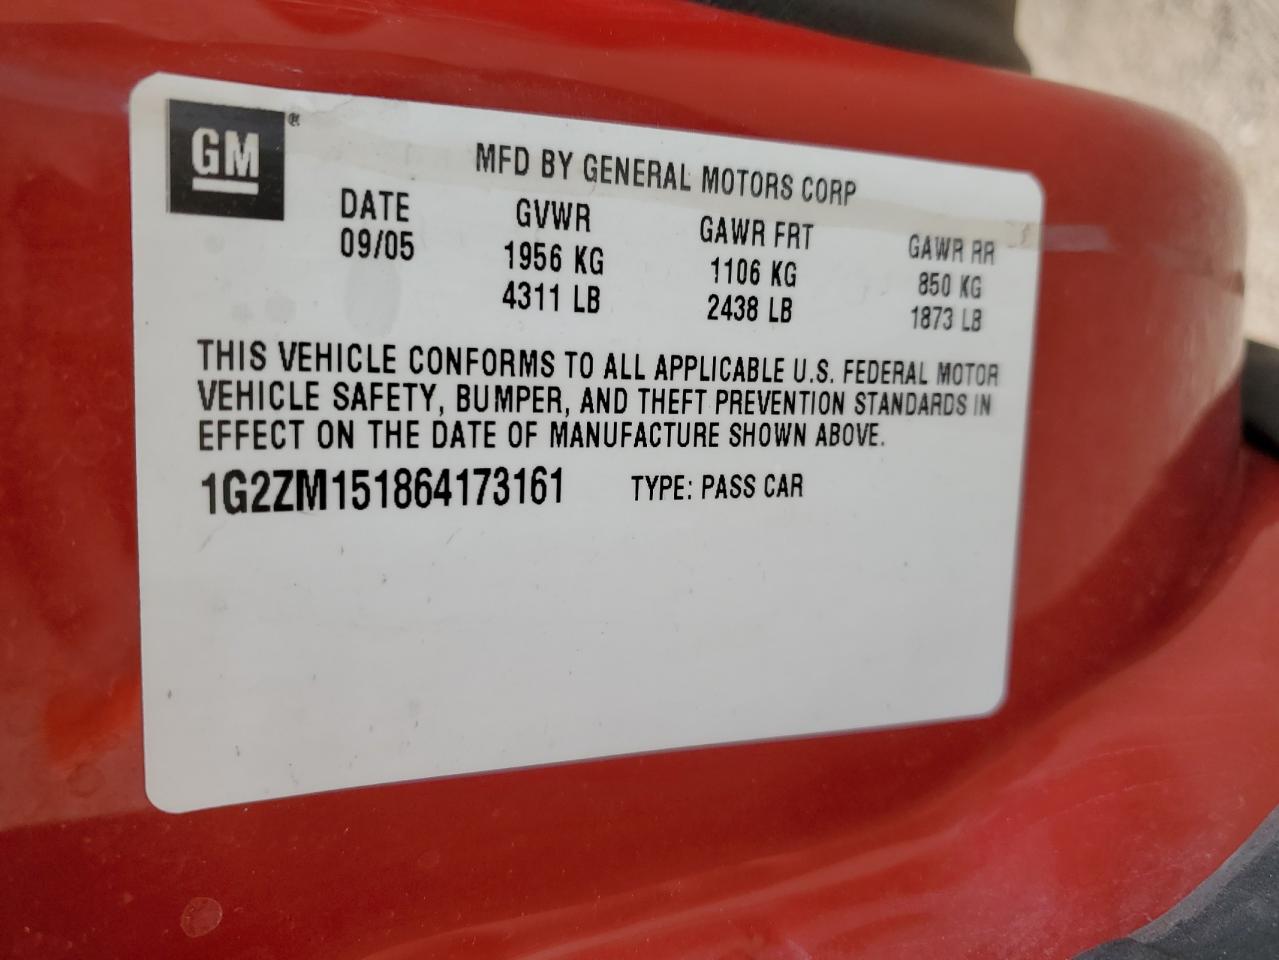 GM®
MFD BY GENERAL MOTORS CORP
DATE GVWR GAWR FRT GAWR RR
09/05 1956 KG 1106 KG 850 KG
4311 LB 2438 LB 1873 LB
THIS VEHICLE CONFORMS TO ALL APPLICABLE U.S. FEDERAL MOTOR
VEHICLE SAFETY, BUMPER, AND THEFT PREVENTION STANDARDS IN
EFFECT ON THE DATE OF MANUFACTURE SHOWN ABOVE.
1G2ZM151864173161 TYPE: PASS CAR